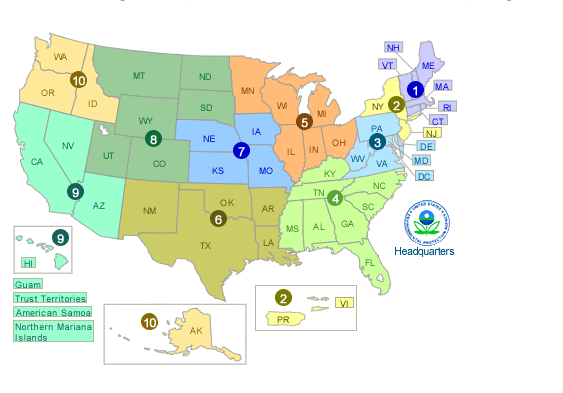 NH
VT
ME
WA
10
MT
ND
MN
1
MA
OR
ID
SD
WI
MI
NY
2
RI
CT
WY
5
NJ
PA
NE
IA
8
3
DE
NV
IL
IN
OH
7
CA
UT
CO
WV
VA
MD
KS
MO
KY
DC
9
TN
4
NC
AZ
NM
OK
AR
SC
6
MS
AL
GA
TX
LA
9
HI
FL
Headquarters
Guam
Trust Territories
American Samoa
Northern Mariana
Islands
10
AK
2
VI
PR